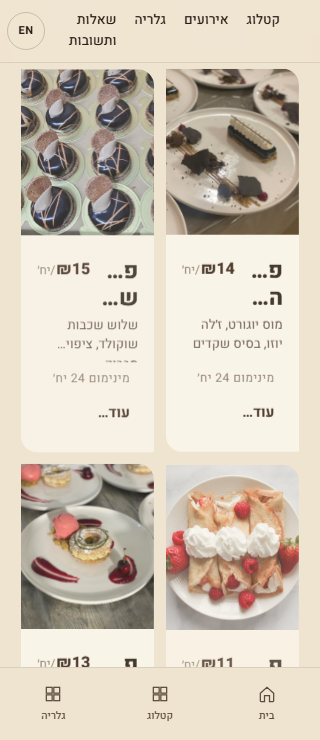 קטלוג אירועים גלריה שאלות
ותשובות
EN
פ... ₪14/יח'
ה...
מוס יוגורט, ז'לה
יוזו, בסיס שקדים
מינימום 24 יח'
עוד...
פ... ₪15/יח'
ש...
שלוש שכבות
שוקולד, ציפוי...
מינימום 24 יח'
עוד...
₪11/יח'
₪13/יח'
בית
קטלוג
גלריה